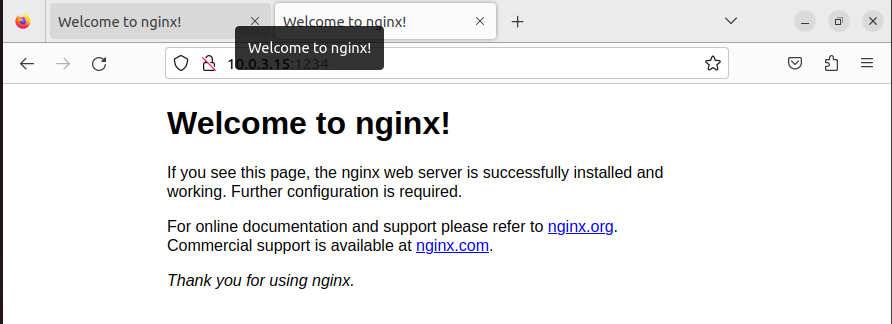 Welcome to nginx!
Welcome to nginx!
Welcome to nginx!
10.0.3.15:1234
Welcome to nginx!
If you see this page, the nginx web server is successfully installed and
working. Further configuration is required.
For online documentation and support please refer to nginx.org.
Commercial support is available at nginx.com.
Thank you for using nginx.